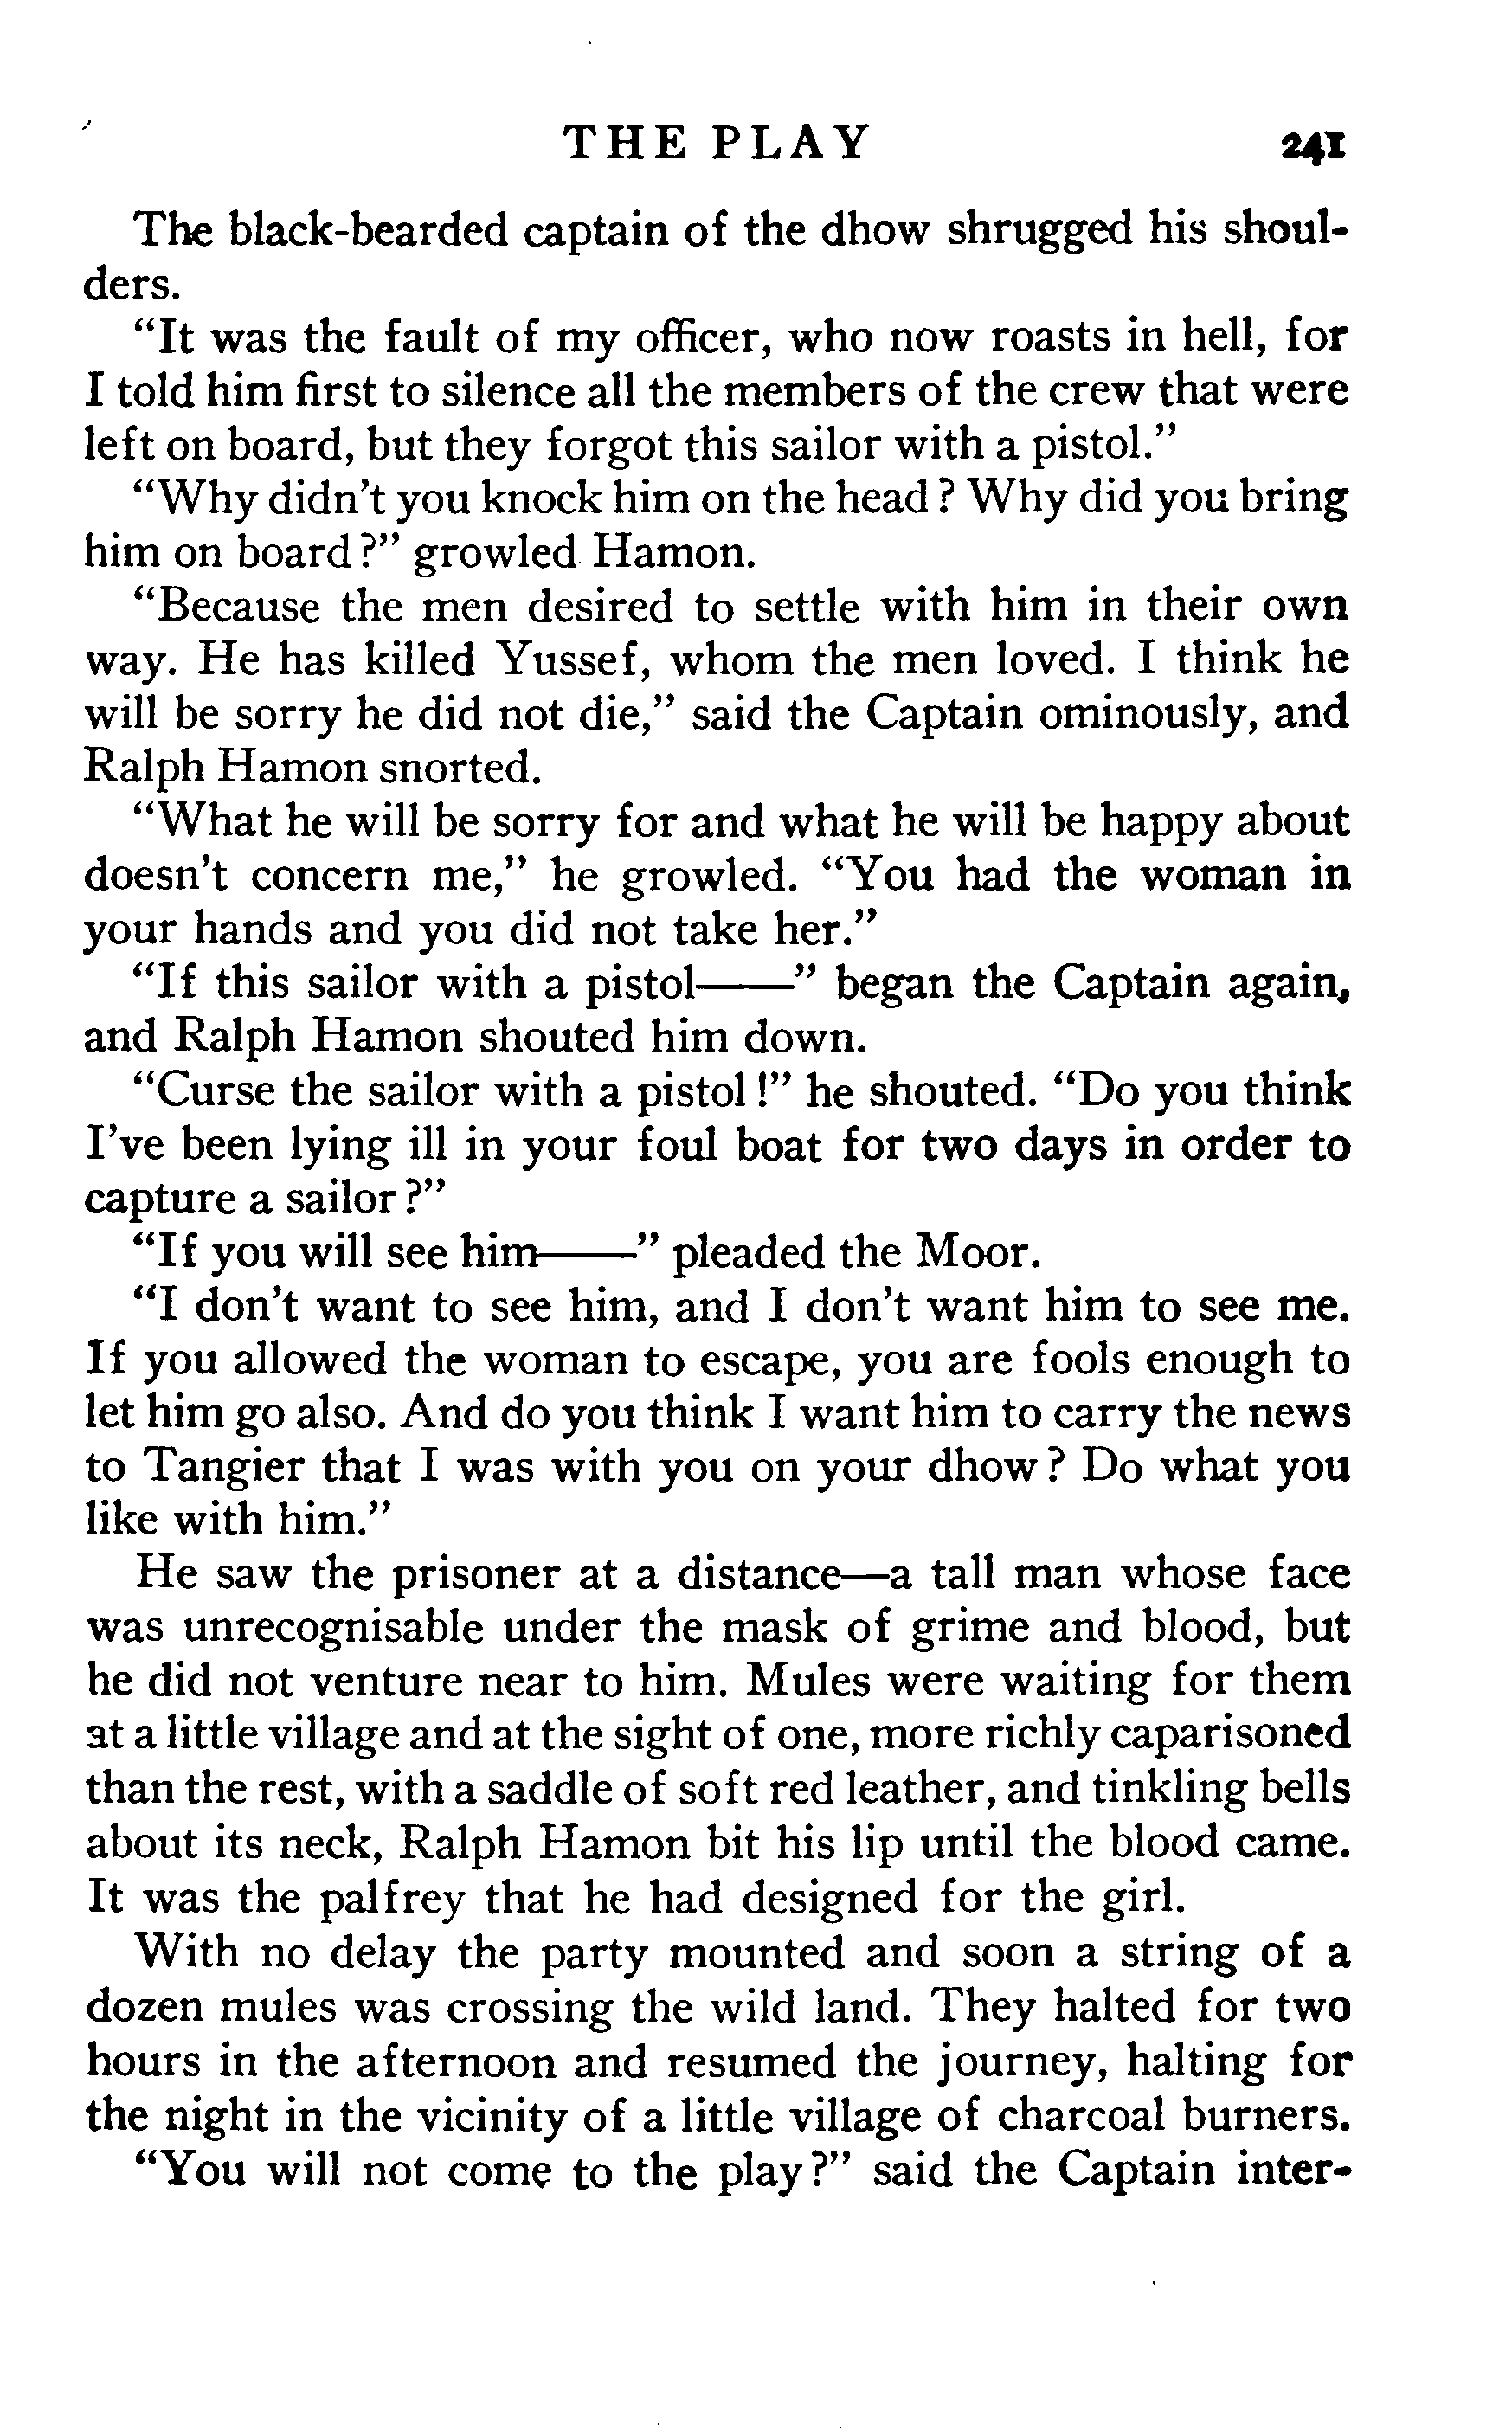 THE PLAY 241
The black-bearded captain of the dhow shrugged his shoul-
ders.
"It was the fault of my officer, who now roasts in hell, for
I told him first to silence all the members of the crew that were
left on board, but they forgot this sailor with a pistol."
"Why didn't you knock him on the head? Why did you bring
him on board?" growled Hamon.
"Because the men desired to settle with him in their own
way. He has killed Yussef, whom the men loved. I think he
will be sorry he did not die," said the Captain ominously, and
Ralph Hamon snorted.
"What he will be sorry for and what he will be happy about
doesn't concern me," he growled. "You had the woman in
your hands and you did not take her."
"If this sailor with a pistol——" began the Captain again,
and Ralph Hamon shouted him down.
"Curse the sailor with a pistol!" he shouted. "Do you think
I've been lying ill in your foul boat for two days in order to
capture a sailor?"
"If you will see him——" pleaded the Moor.
"I don't want to see him, and I don't want him to see me.
If you allowed the woman to escape, you are fools enough to
let him go also. And do you think I want him to carry the news
to Tangier that I was with you on your dhow? Do what you
like with him."
He saw the prisoner at a distance—a tall man whose face
was unrecognisable under the mask of grime and blood, but
he did not venture near to him. Mules were waiting for them
at a little village and at the sight of one, more richly caparisoned
than the rest, with a saddle of soft red leather, and tinkling bells
about its neck, Ralph Hamon bit his lip until the blood came.
It was the palfrey that he had designed for the girl.
With no delay the party mounted and soon a string of a
dozen mules was crossing the wild land. They halted for two
hours in the afternoon and resumed the journey, halting for
the night in the vicinity of a little village of charcoal burners.
"You will not come to the play?" said the Captain inter-